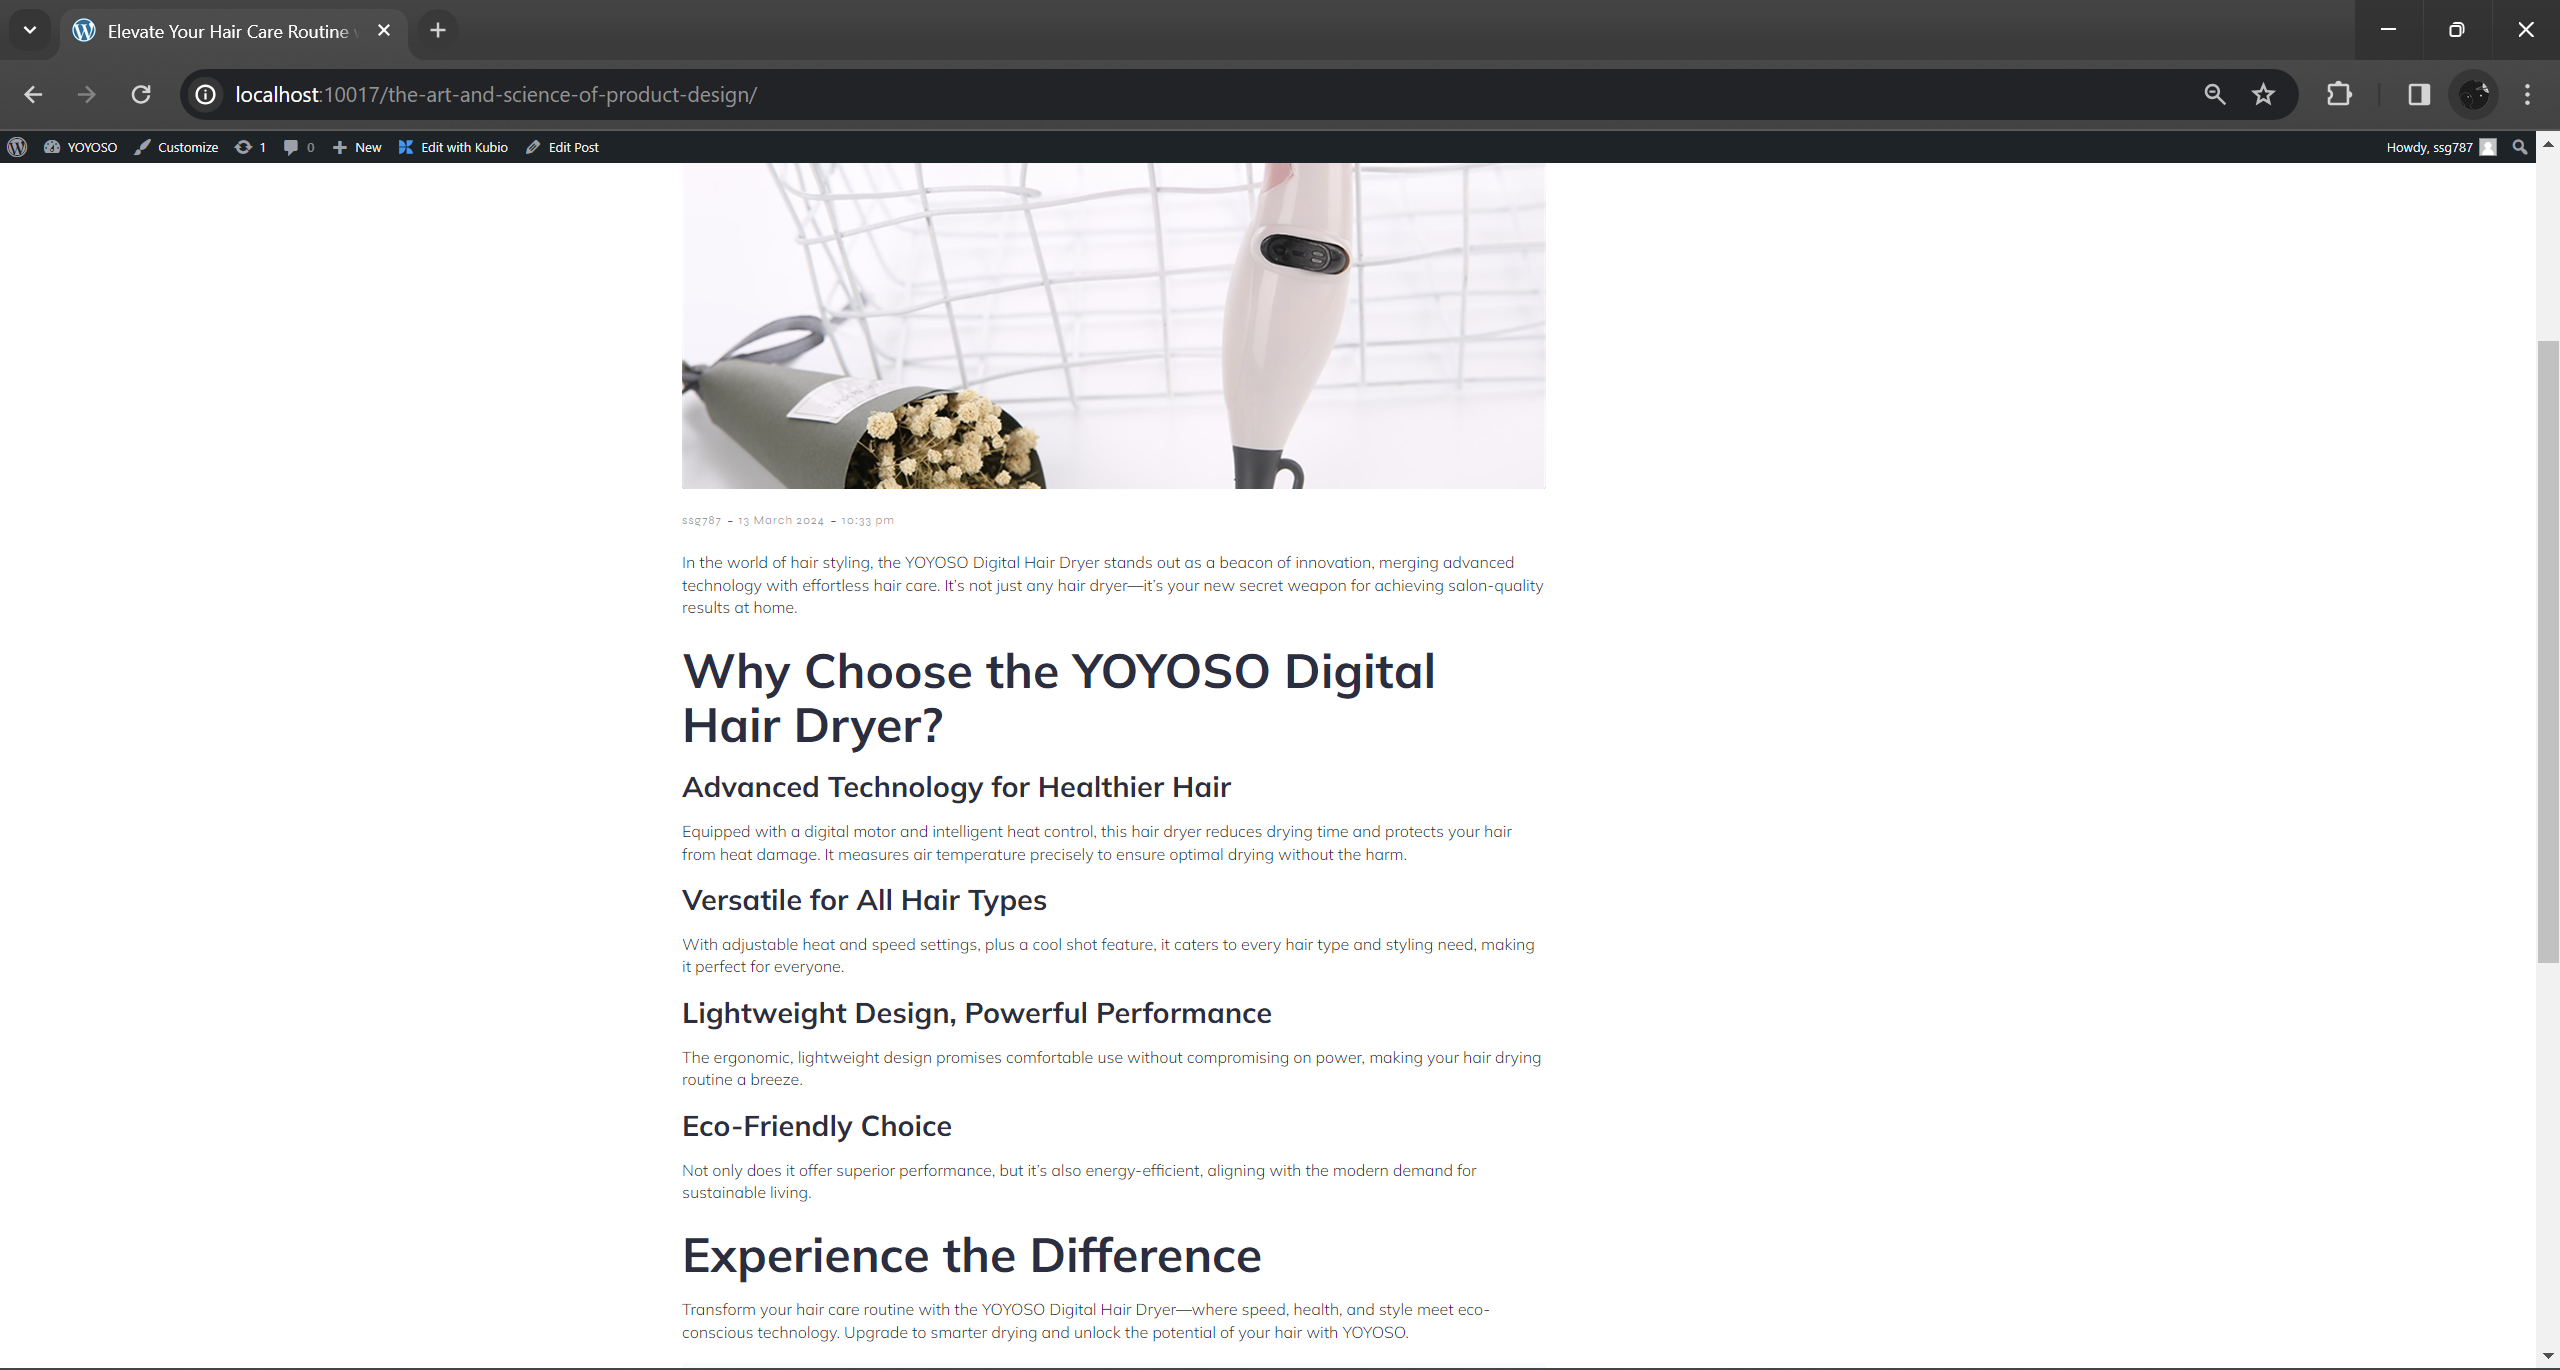 Elevate Your Hair Care Routine
localhost:10017/the-art-and-science-of-product-design/
YOYOSO Customize 1 0 New Edit with Kubio Edit Post Howdy, ssg787
ssg787 - 13 March 2024 - 10:33 pm
In the world of hair styling, the YOYOSO Digital Hair Dryer stands out as a beacon of innovation, merging advanced
technology with effortless hair care. It’s not just any hair dryer—it’s your new secret weapon for achieving salon-quality
results at home.
Why Choose the YOYOSO Digital
Hair Dryer?
Advanced Technology for Healthier Hair
Equipped with a digital motor and intelligent heat control, this hair dryer reduces drying time and protects your hair
from heat damage. It measures air temperature precisely to ensure optimal drying without the harm.
Versatile for All Hair Types
With adjustable heat and speed settings, plus a cool shot feature, it caters to every hair type and styling need, making
it perfect for everyone.
Lightweight Design, Powerful Performance
The ergonomic, lightweight design promises comfortable use without compromising on power, making your hair drying
routine a breeze.
Eco-Friendly Choice
Not only does it offer superior performance, but it’s also energy-efficient, aligning with the modern demand for
sustainable living.
Experience the Difference
Transform your hair care routine with the YOYOSO Digital Hair Dryer—where speed, health, and style meet eco-
conscious technology. Upgrade to smarter drying and unlock the potential of your hair with YOYOSO.